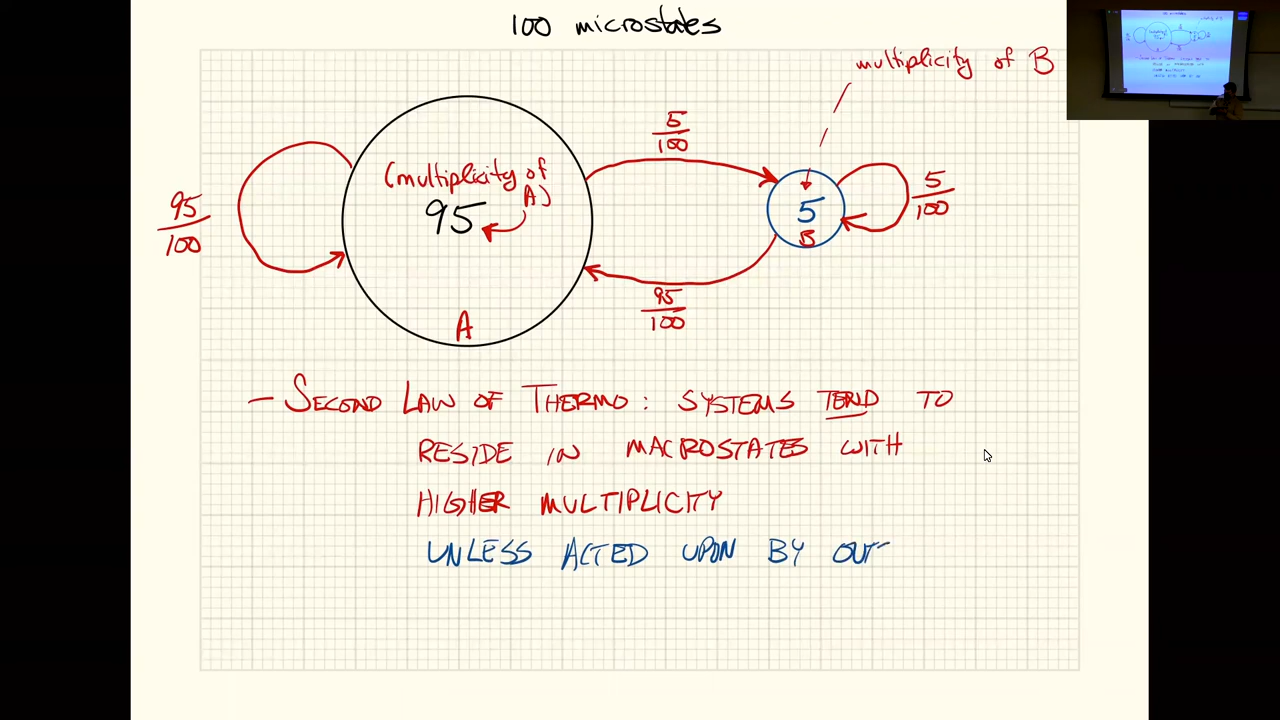 100 microstates
multiplicity of B
5
100
(multiplicity of
A)
95
95
100
5
B
5
100
95
100
A
- SECOND LAW OF THERMO: SYSTEMS TEND TO
RESIDE IN MACROSTATES WITH
HIGHER MULTIPLICITY
UNLESS ACTED UPON BY OUT